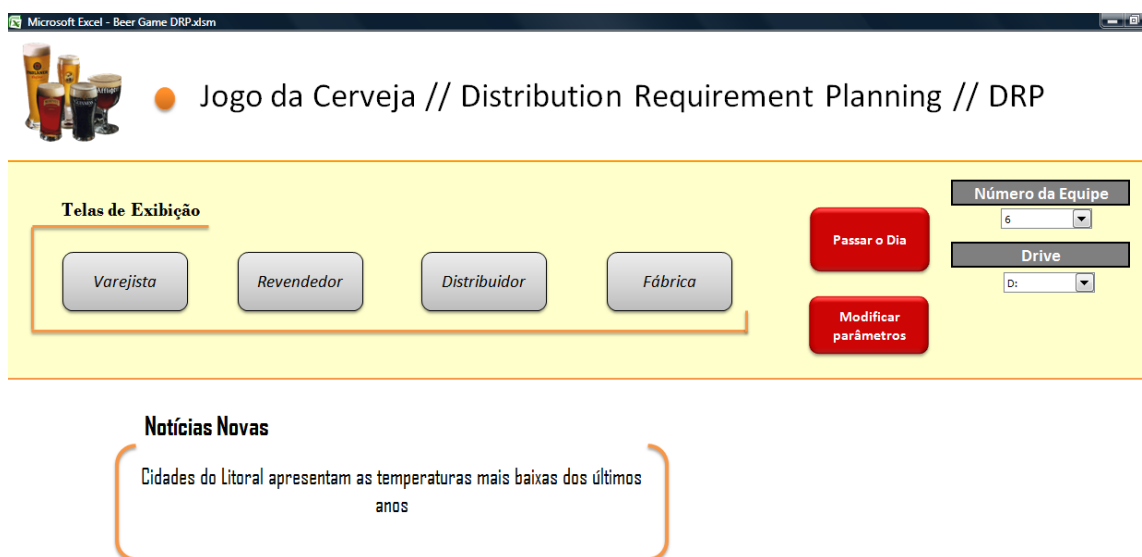 Microsoft Excel - Beer Game DRP.xlsm
Jogo da Cerveja // Distribution Requirement Planning // DRP
Telas de Exibição
Varejista
Revendedor
Distribuidor
Fábrica
Passar o Dia
Modificar
parâmetros
Número da Equipe
6
Drive
D:
Notícias Novas
Cidades do Litoral apresentam as temperaturas mais baixas dos últimos
anos